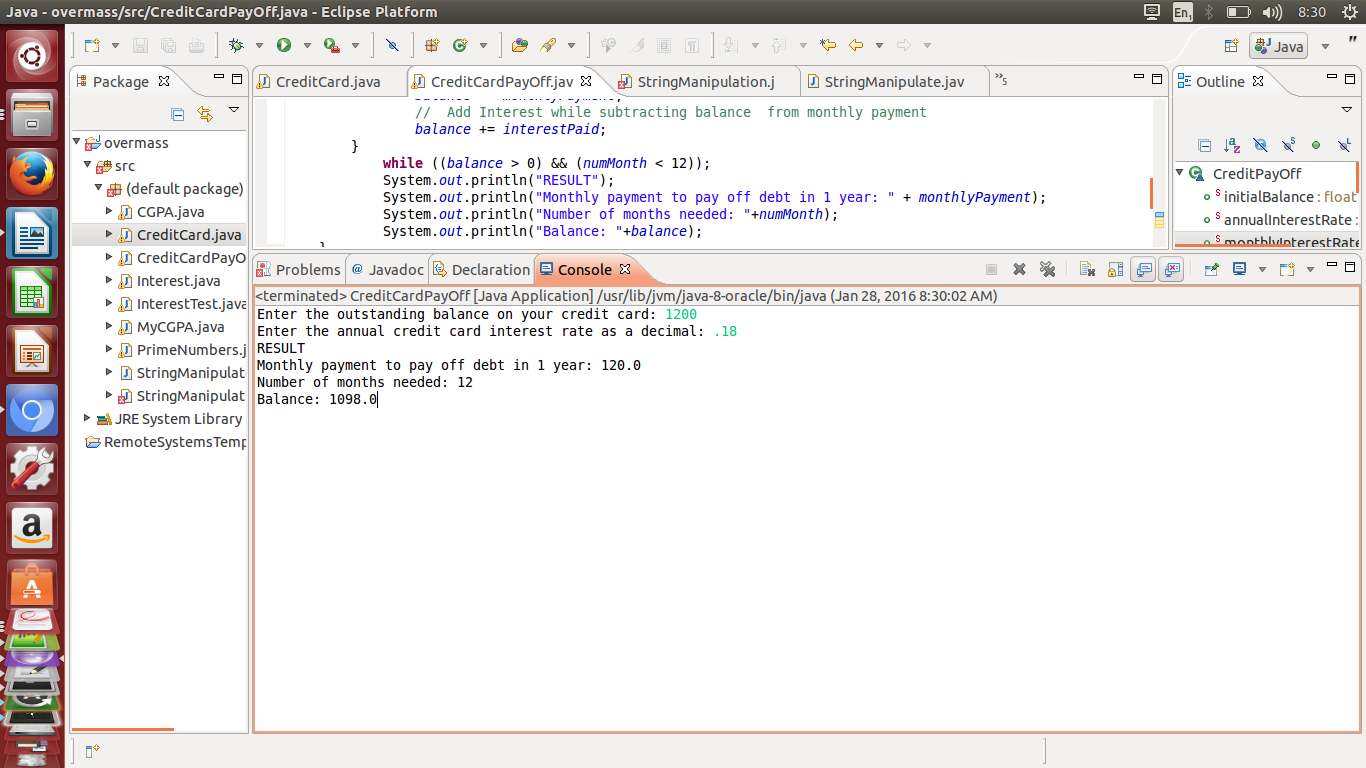 Java - overmass/src/CreditCardPayOff.java - Eclipse Platform
En1
8:30
Java
Package
CreditCard.java
CreditCardPayOff.jav
StringManipulation.j
StringManipulate.jav
»5
Outline
overmass
src
(default package)
CGPA.java
CreditCard.java
CreditCardPayO
Interest.java
InterestTest.java
MyCGPA.java
PrimeNumbers.j
StringManipulat
StringManipulat
JRE System Library
RemoteSystemsTemp
// Add Interest while subtracting balance from monthly payment
balance += interestPaid;
}
while ((balance > 0) && (numMonth < 12));
System.out.println("RESULT");
System.out.println("Monthly payment to pay off debt in 1 year: " + monthlyPayment);
System.out.println("Number of months needed: "+numMonth);
System.out.println("Balance: "+balance);
CreditPayOff
initialBalance : float
annualInterestRate :
monthlyInterestRate
Problems
@ Javadoc
Declaration
Console
<terminated> CreditCardPayOff [Java Application] /usr/lib/jvm/java-8-oracle/bin/java (Jan 28, 2016 8:30:02 AM)
Enter the outstanding balance on your credit card: 1200
Enter the annual credit card interest rate as a decimal: .18
RESULT
Monthly payment to pay off debt in 1 year: 120.0
Number of months needed: 12
Balance: 1098.0